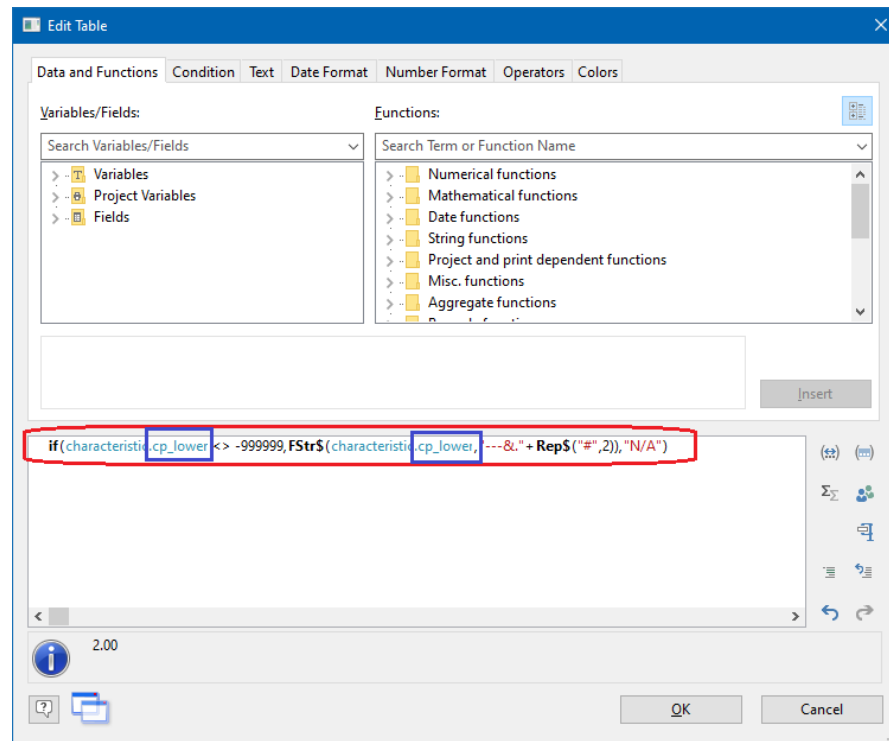 Edit Table
Data and Functions Condition Text Date Format Number Format Operators Colors
Variables/Fields:
Functions:
Search Variables/Fields
Search Term or Function Name
Variables
Project Variables
Fields
Numerical functions
Mathematical functions
Date functions
String functions
Project and print dependent functions
Misc. functions
Aggregate functions
Insert
if(characteristic.cp_lower <> -999999,FStr$(characteristic.cp_lower,"---&."+Rep$("#",2)),"N/A")
2.00
OK
Cancel